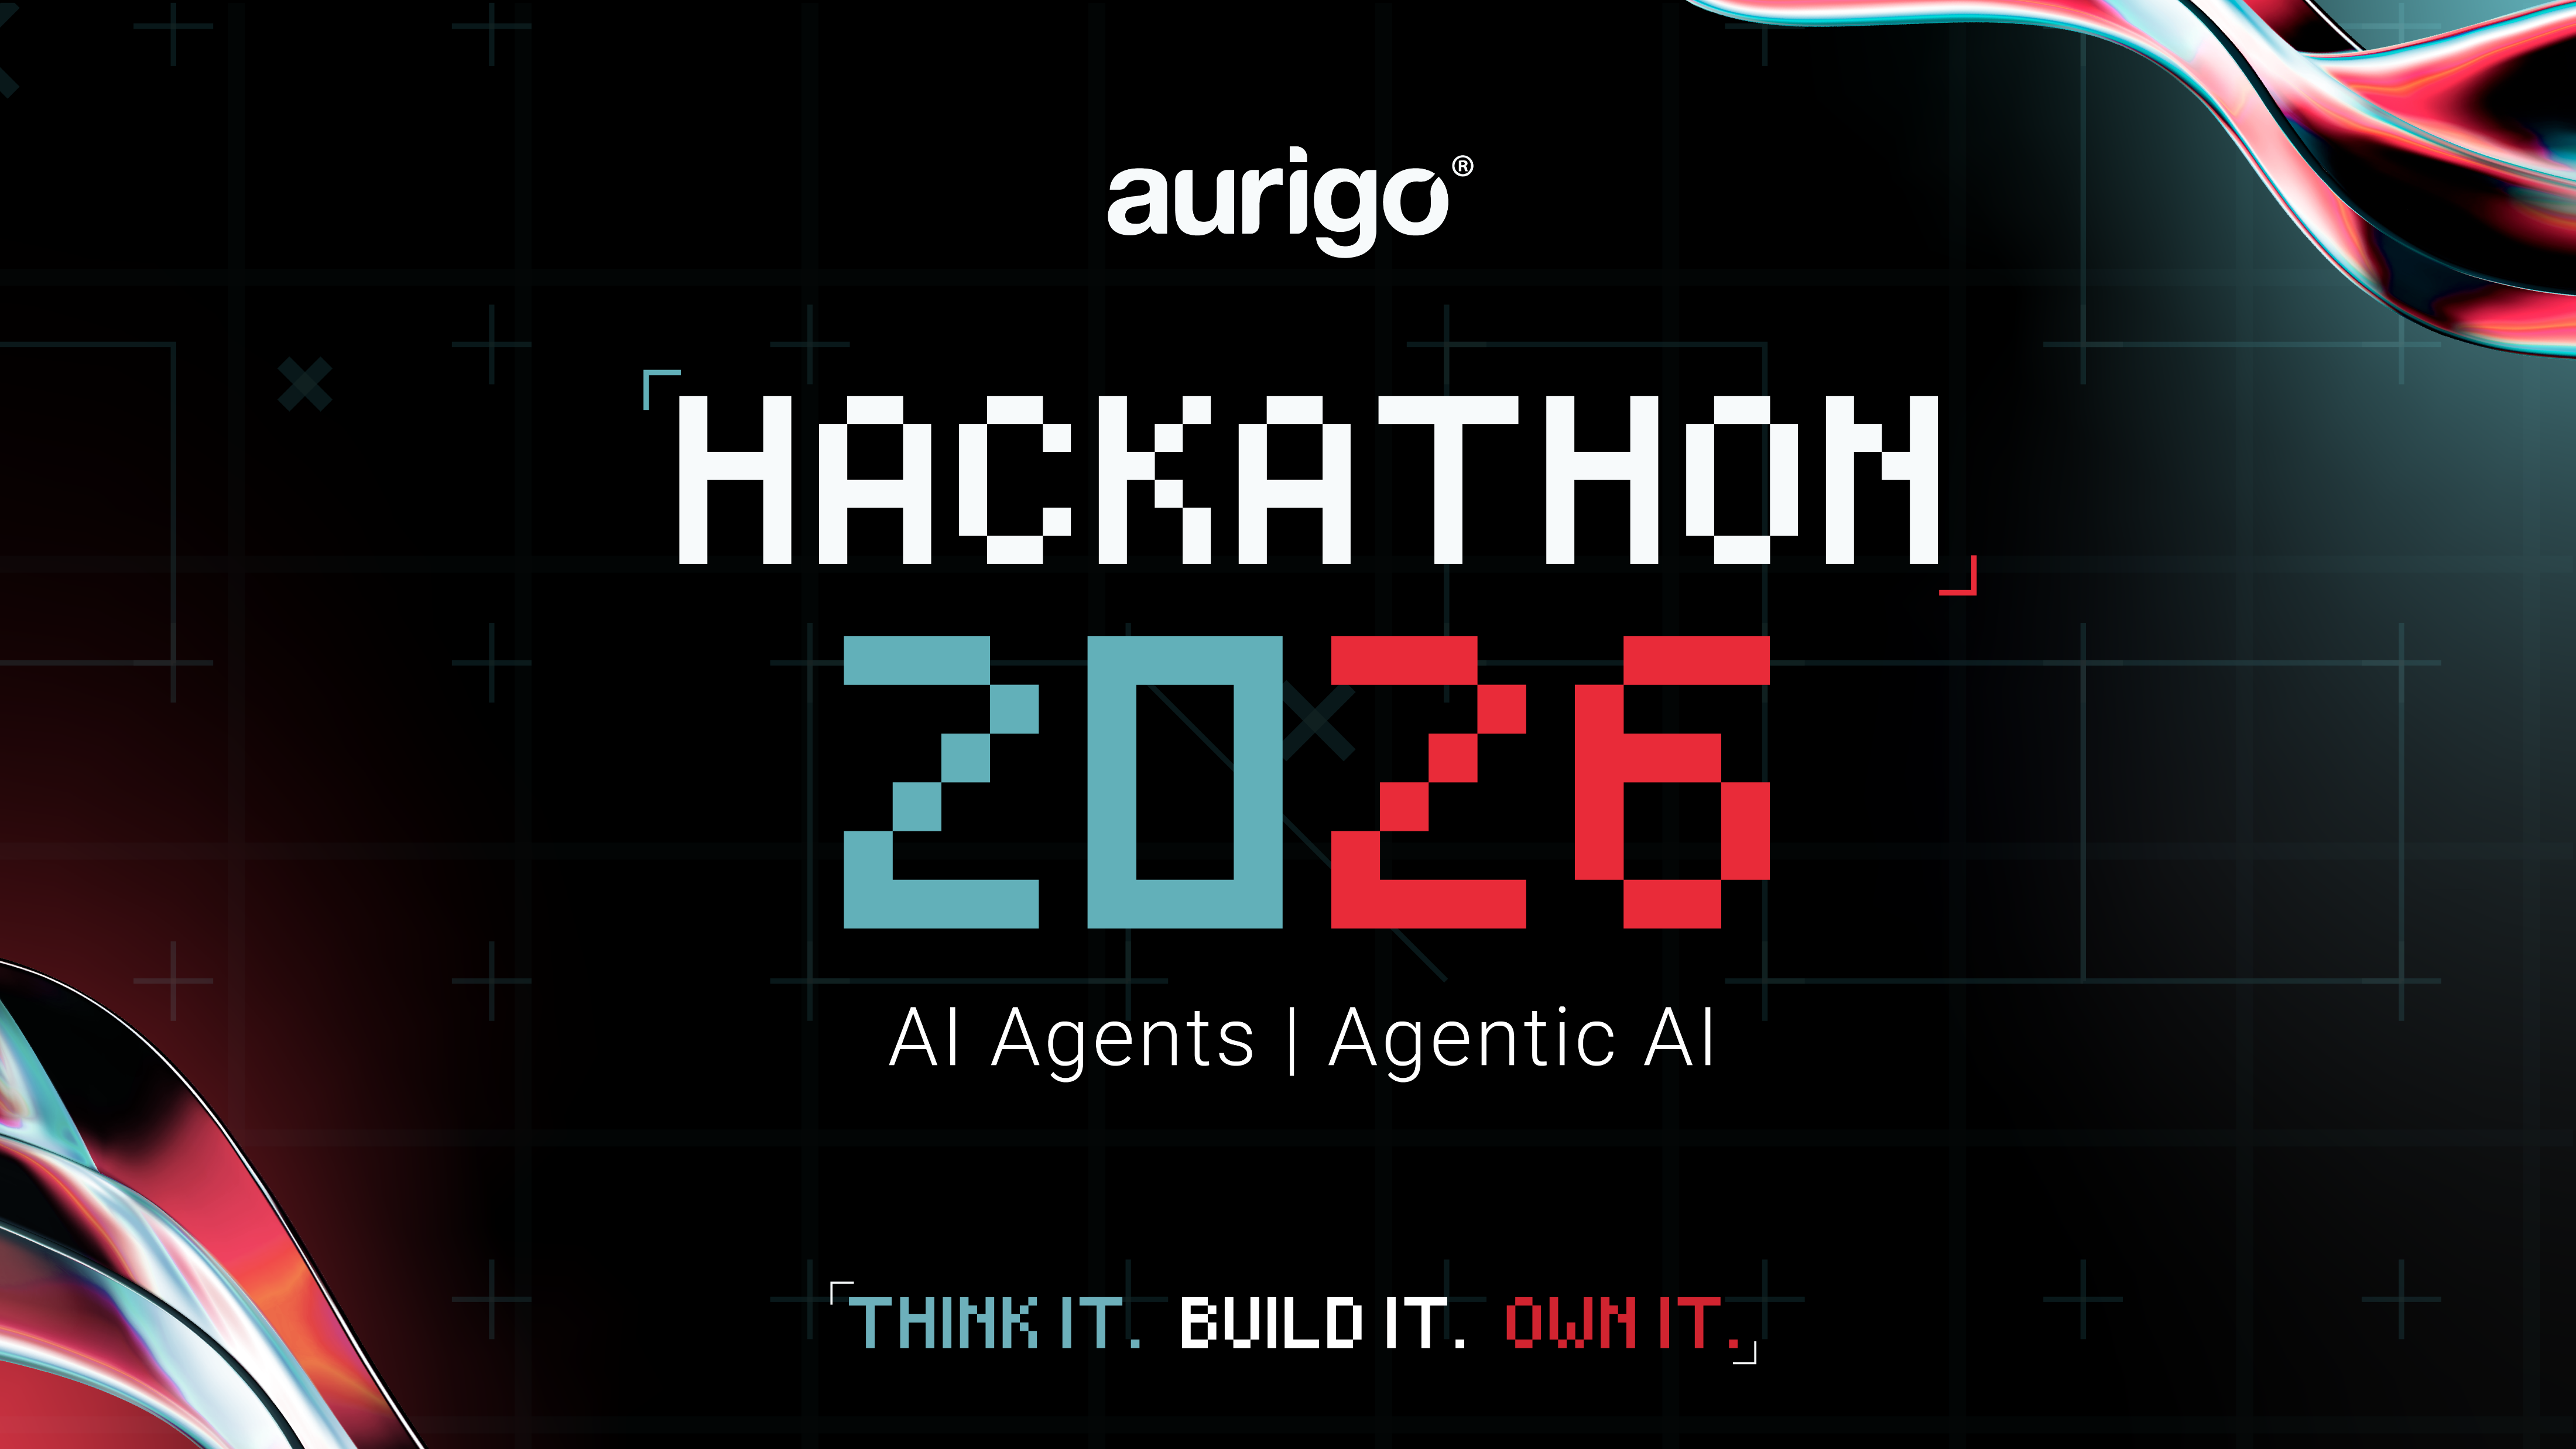 aurigo®
HACKATHON
2026
AI Agents | Agentic AI
THINK IT. BUILD IT. OWN IT.